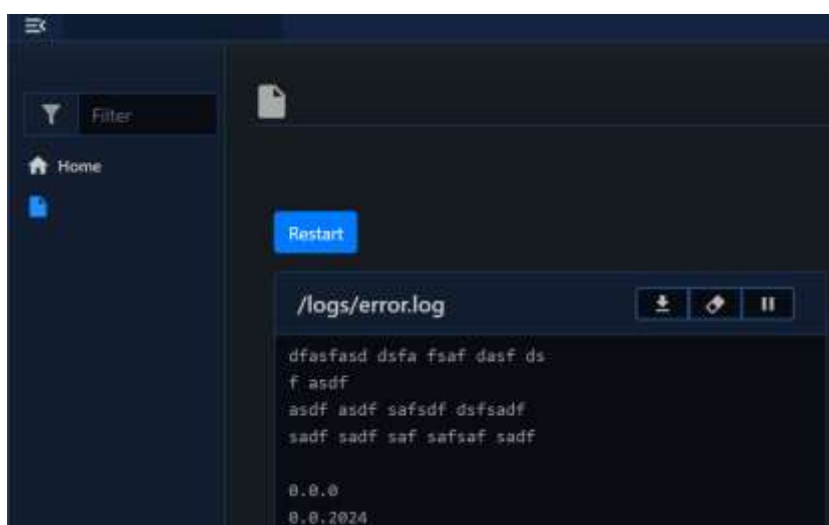 Filter
Home
Restart
/logs/error.log
dfasfasd dsfa fsaf dasf ds
f asdf
asdf asdf safsdf dsfsadf
sadf sadf saf safsaf sadf
0.0.0
0.0.2024